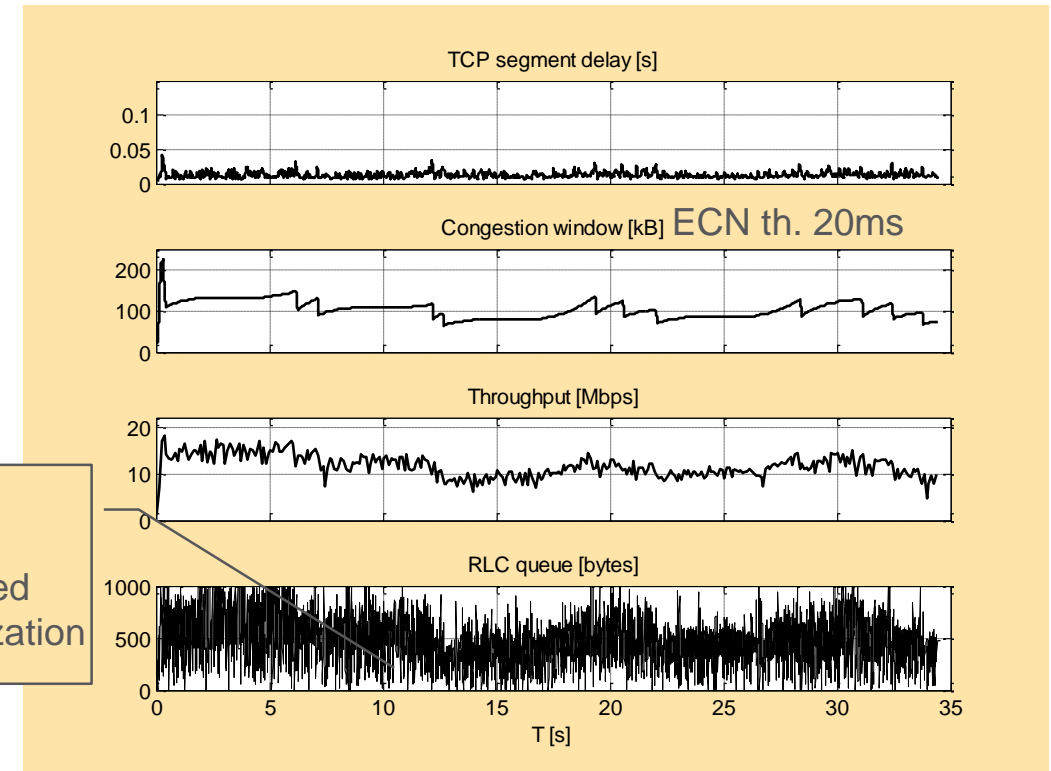 TCP segment delay [s]
0.1
0.05
0
Congestion window [kB] ECN th. 20ms
200
100
0
Throughput [Mbps]
20
10
0
RLC queue [bytes]
1000
500
0
0 5 10 15 20 25 30 35
T [s]